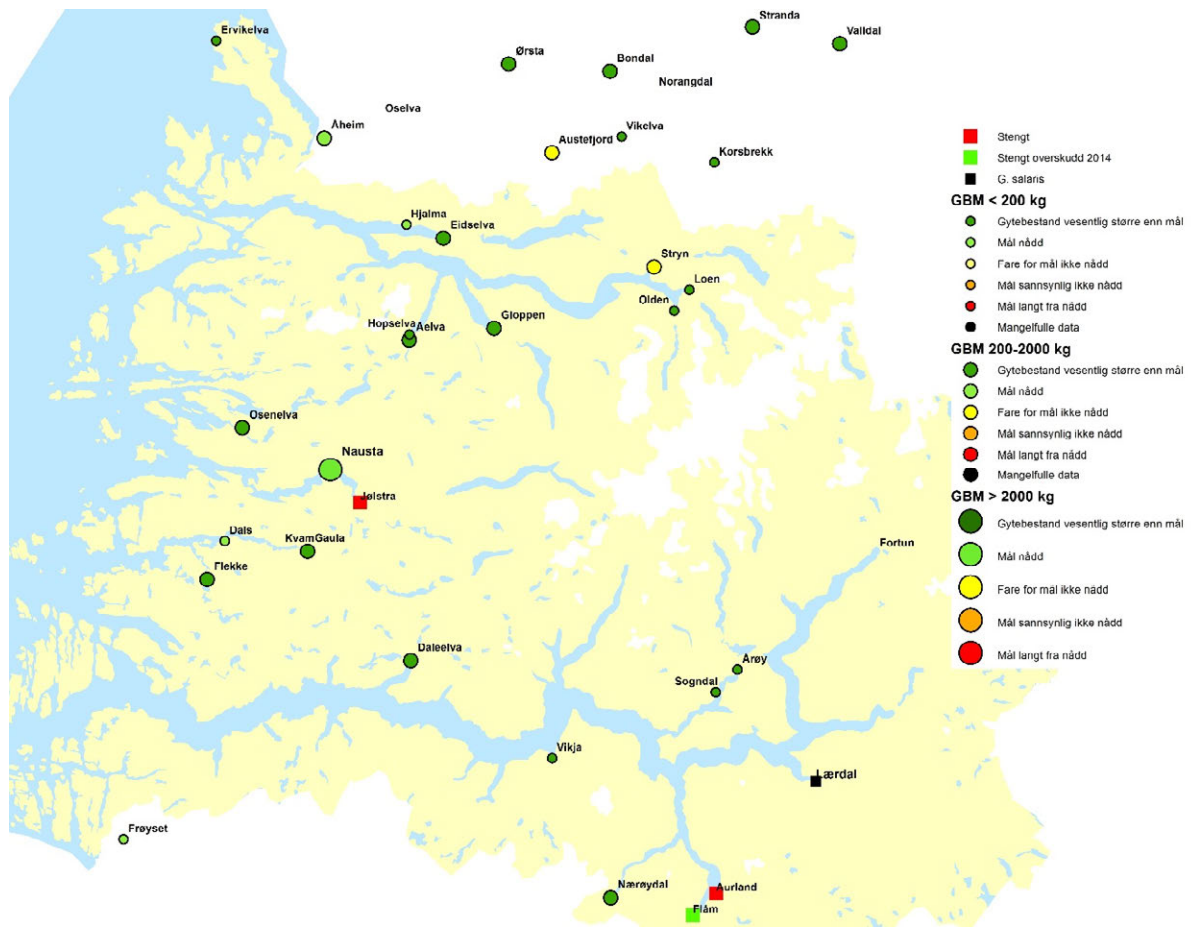 Stranda
Ervikelva
Valldal
Ørsta
Bondal
Norangdal
Oselva
Åheim
Vikelva
Austefjord
Korsbrekk
Hjalma
Eidselva
Stryn
Loen
Olden
Gloppen
Hopselva
Aelva
Osenelva
Nausta
Jølstra
Dals
KvamGaula
Flekke
Fortun
Daleelva
Årøy
Sogndal
Vikja
Lærdal
Frøyset
Nærøydal
Aurland
Flåm
Stengt
Stengt overskudd 2014
G. salaris
GBM < 200 kg
Gytebestand vesentlig større enn mål
Mål nådd
Fare for mål ikke nådd
Mål sannsynlig ikke nådd
Mål langt fra nådd
Mangelfulle data
GBM 200-2000 kg
Gytebestand vesentlig større enn mål
Mål nådd
Fare for mål ikke nådd
Mål sannsynlig ikke nådd
Mål langt fra nådd
Mangelfulle data
GBM > 2000 kg
Gytebestand vesentlig større enn mål
Mål nådd
Fare for mål ikke nådd
Mål sannsynlig ikke nådd
Mål langt fra nådd